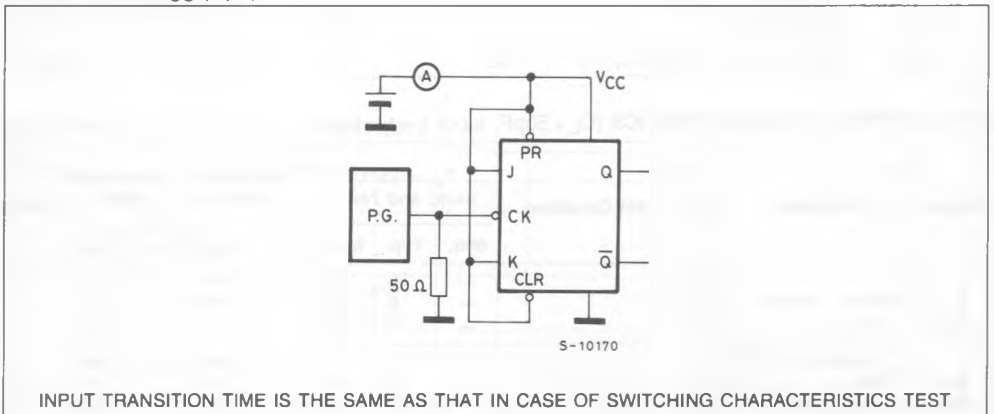 A
VCC
PR
J
Q
P.G.
CK
K
Q̅
CLR
50 Ω
S-10170
INPUT TRANSITION TIME IS THE SAME AS THAT IN CASE OF SWITCHING CHARACTERISTICS TEST